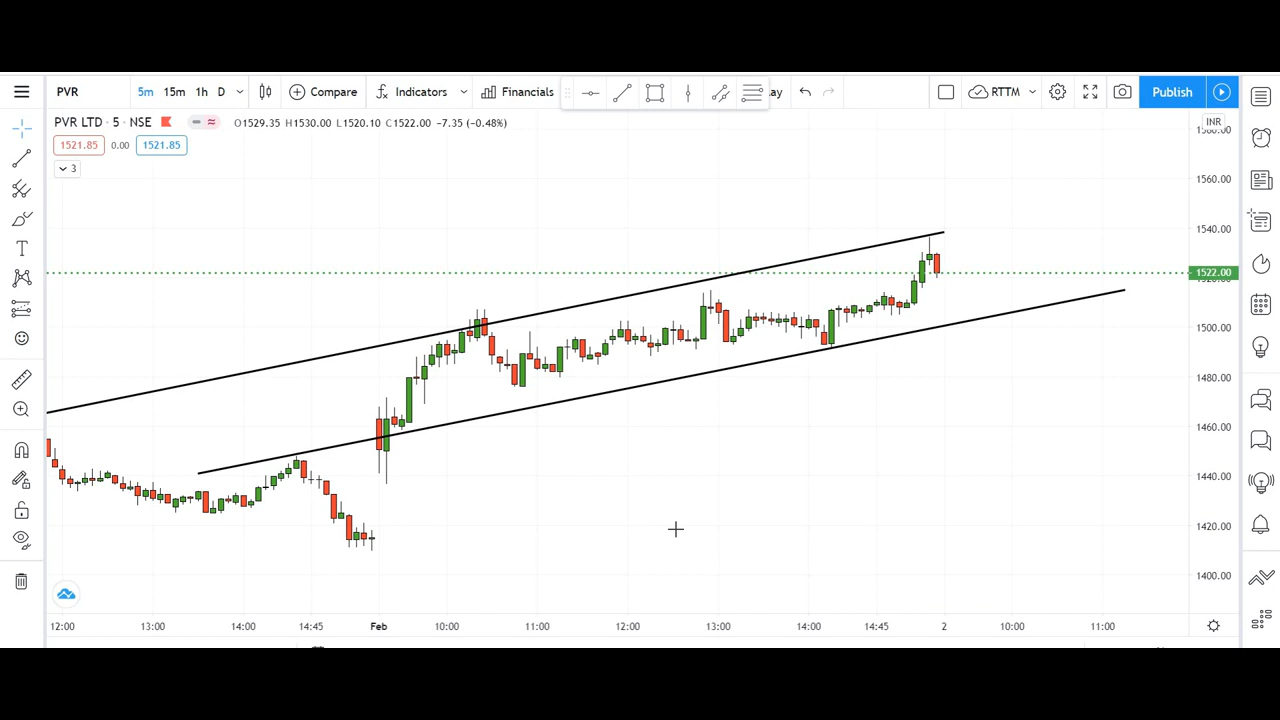 PVR 5m 15m 1h D Compare Indicators Financials ay RTTM Publish
PVR LTD · 5 · NSE O1529.35 H1530.00 L1520.10 C1522.00 -7.35 (-0.48%) INR
1521.85 0.00 1521.85
3
1560.00
1540.00
1522.00
1500.00
1480.00
1460.00
1440.00
1420.00
1400.00
12:00 13:00 14:00 14:45 Feb 10:00 11:00 12:00 13:00 14:00 14:45 2 10:00 11:00